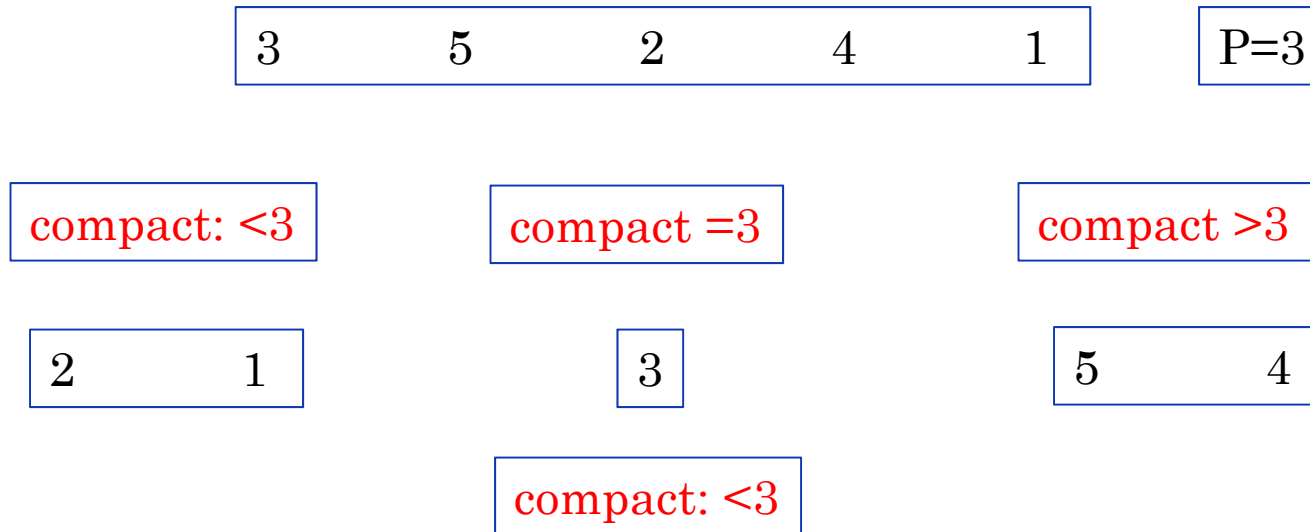 3 5 2 4 1 P=3
compact: <3 compact =3 compact >3
2 1 3 5 4
compact: <3